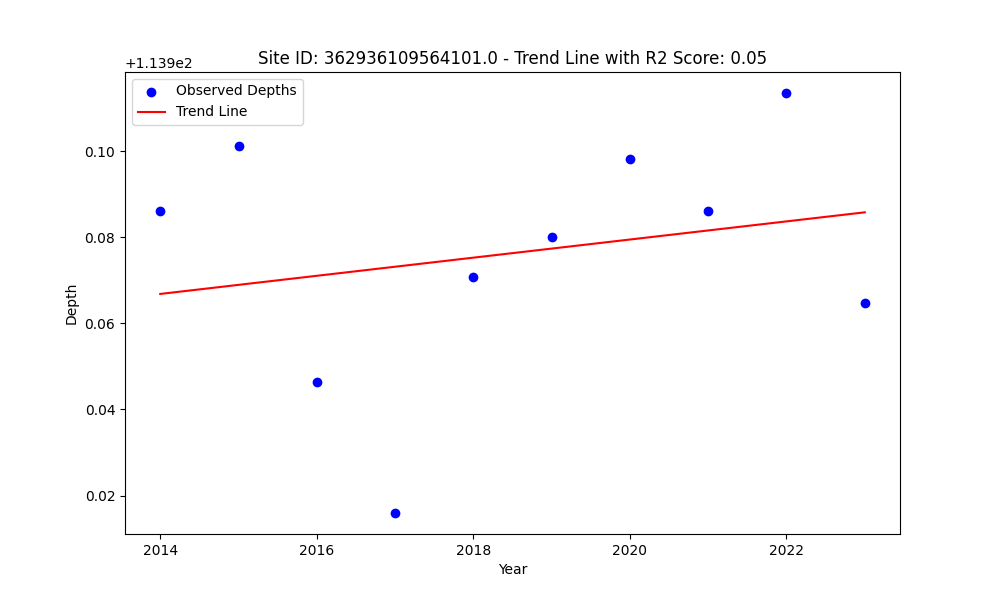 Site ID: 362936109564101.0 - Trend Line with R2 Score: 0.05
+1.139e2
Observed Depths
Trend Line
0.10
0.08
0.06
0.04
0.02
Depth
2014
2016
2018
2020
2022
Year